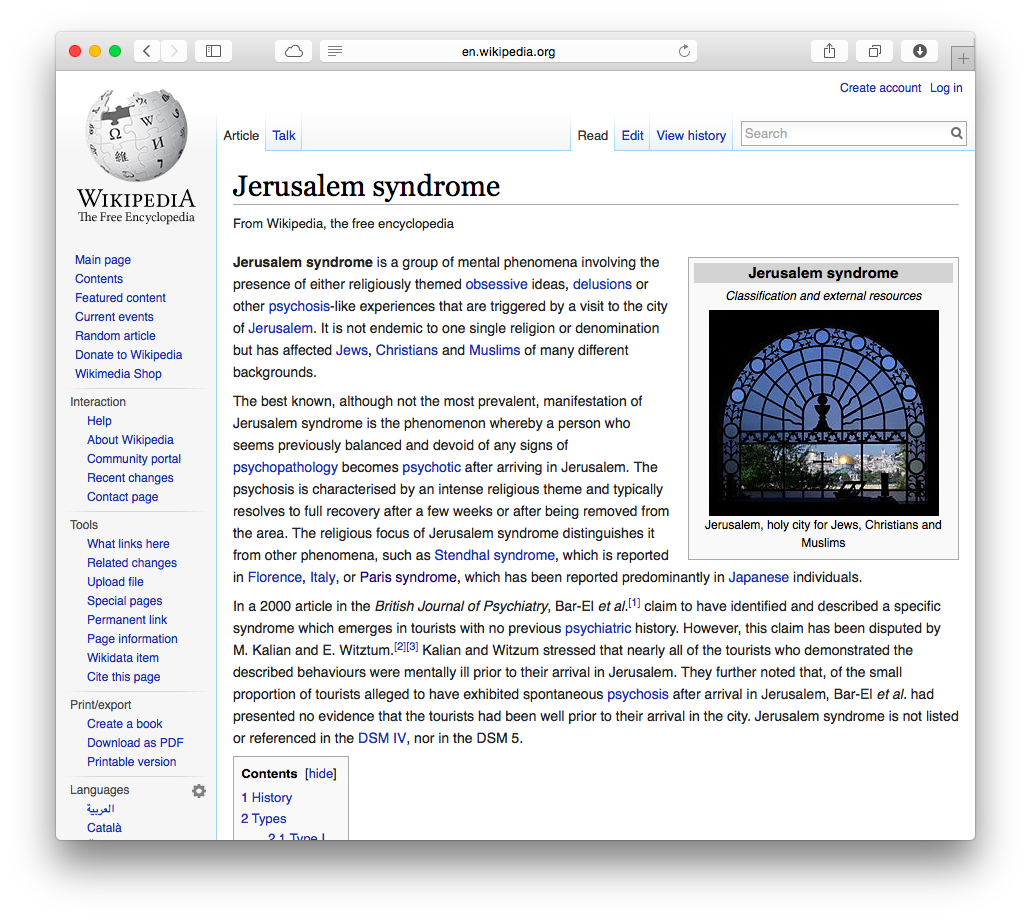 en.wikipedia.org
Create account Log in
Article Talk Read Edit View history Search
WIKIPEDIA
The Free Encyclopedia
Main page
Contents
Featured content
Current events
Random article
Donate to Wikipedia
Wikimedia Shop
Interaction
Help
About Wikipedia
Community portal
Recent changes
Contact page
Tools
What links here
Related changes
Upload file
Special pages
Permanent link
Page information
Wikidata item
Cite this page
Print/export
Create a book
Download as PDF
Printable version
Languages
العربية
Català
Jerusalem syndrome
From Wikipedia, the free encyclopedia
Jerusalem syndrome is a group of mental phenomena involving the
presence of either religiously themed obsessive ideas, delusions or
other psychosis-like experiences that are triggered by a visit to the city
of Jerusalem. It is not endemic to one single religion or denomination
but has affected Jews, Christians and Muslims of many different
backgrounds.
The best known, although not the most prevalent, manifestation of
Jerusalem syndrome is the phenomenon whereby a person who
seems previously balanced and devoid of any signs of
psychopathology becomes psychotic after arriving in Jerusalem. The
psychosis is characterised by an intense religious theme and typically
resolves to full recovery after a few weeks or after being removed from
the area. The religious focus of Jerusalem syndrome distinguishes it
from other phenomena, such as Stendhal syndrome, which is reported
in Florence, Italy, or Paris syndrome, which has been reported predominantly in Japanese individuals.
Jerusalem syndrome
Classification and external resources
Jerusalem, holy city for Jews, Christians and
Muslims
In a 2000 article in the British Journal of Psychiatry, Bar-El et al.[1] claim to have identified and described a specific
syndrome which emerges in tourists with no previous psychiatric history. However, this claim has been disputed by
M. Kalian and E. Witztum.[2][3] Kalian and Witzum stressed that nearly all of the tourists who demonstrated the
described behaviours were mentally ill prior to their arrival in Jerusalem. They further noted that, of the small
proportion of tourists alleged to have exhibited spontaneous psychosis after arrival in Jerusalem, Bar-El et al. had
presented no evidence that the tourists had been well prior to their arrival in the city. Jerusalem syndrome is not listed
or referenced in the DSM IV, nor in the DSM 5.
Contents [hide]
1 History
2 Types
2.1 Type I